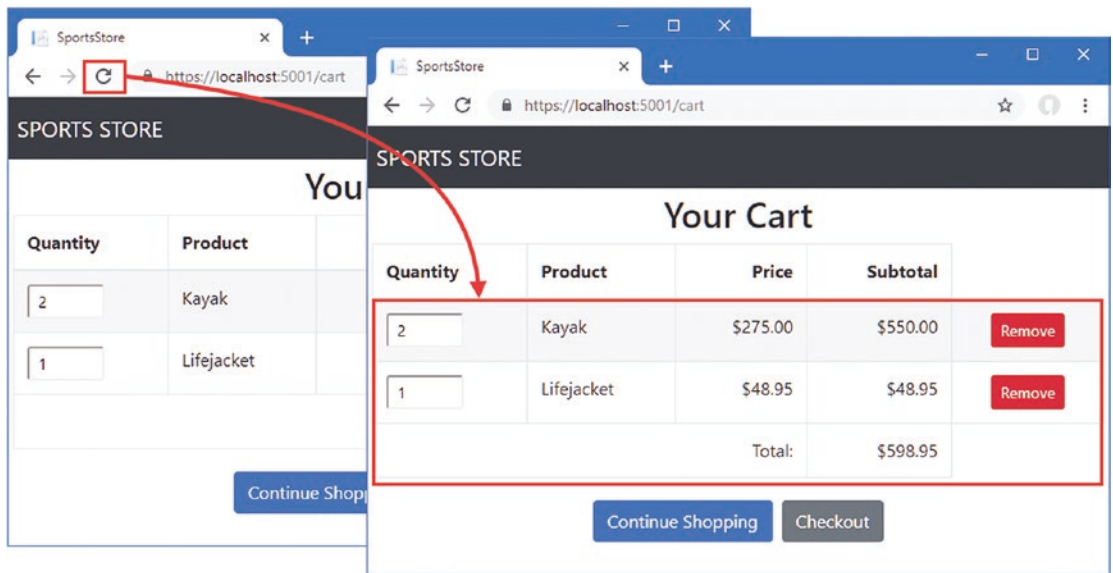 SportsStore
https://localhost:5001/cart
SPORTS STORE
You
Quantity Product
2 Kayak
1 Lifejacket
Continue Shopp
SportsStore
https://localhost:5001/cart
SPORTS STORE
Your Cart
Quantity Product Price Subtotal
2 Kayak $275.00 $550.00 Remove
1 Lifejacket $48.95 $48.95 Remove
Total: $598.95
Continue Shopping Checkout